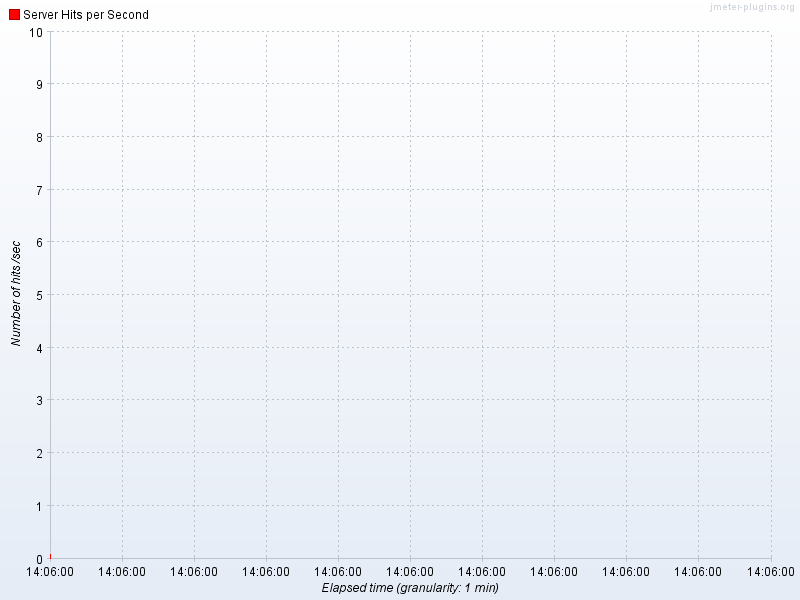 jmeter-plugins.org
Server Hits per Second
10
9
8
7
6
5
4
3
2
1
0
Number of hits /sec
14:06:00 14:06:00 14:06:00 14:06:00 14:06:00 14:06:00 14:06:00 14:06:00 14:06:00 14:06:00 14:06:00
Elapsed time (granularity: 1 min)